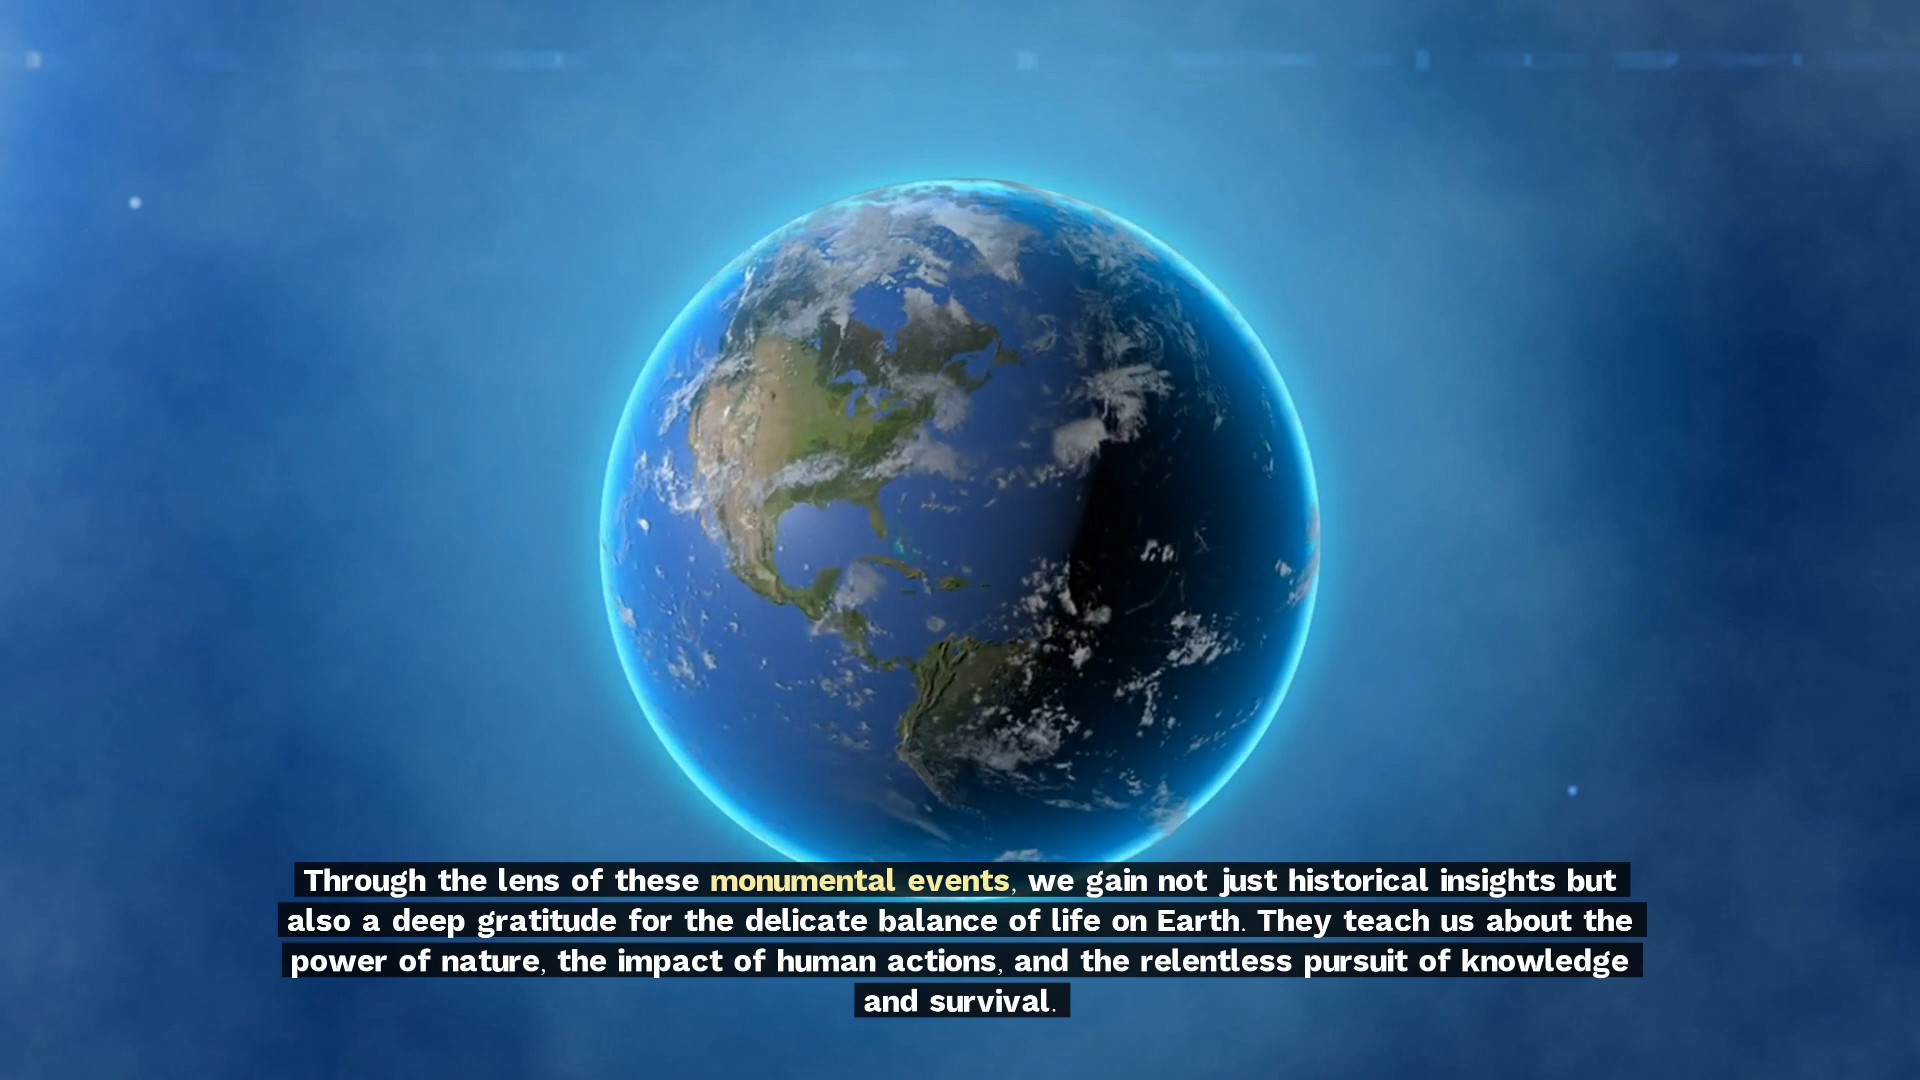 Through the lens of these monumental events, we gain not just historical insights but
also a deep gratitude for the delicate balance of life on Earth. They teach us about the
power of nature, the impact of human actions, and the relentless pursuit of knowledge
and survival.